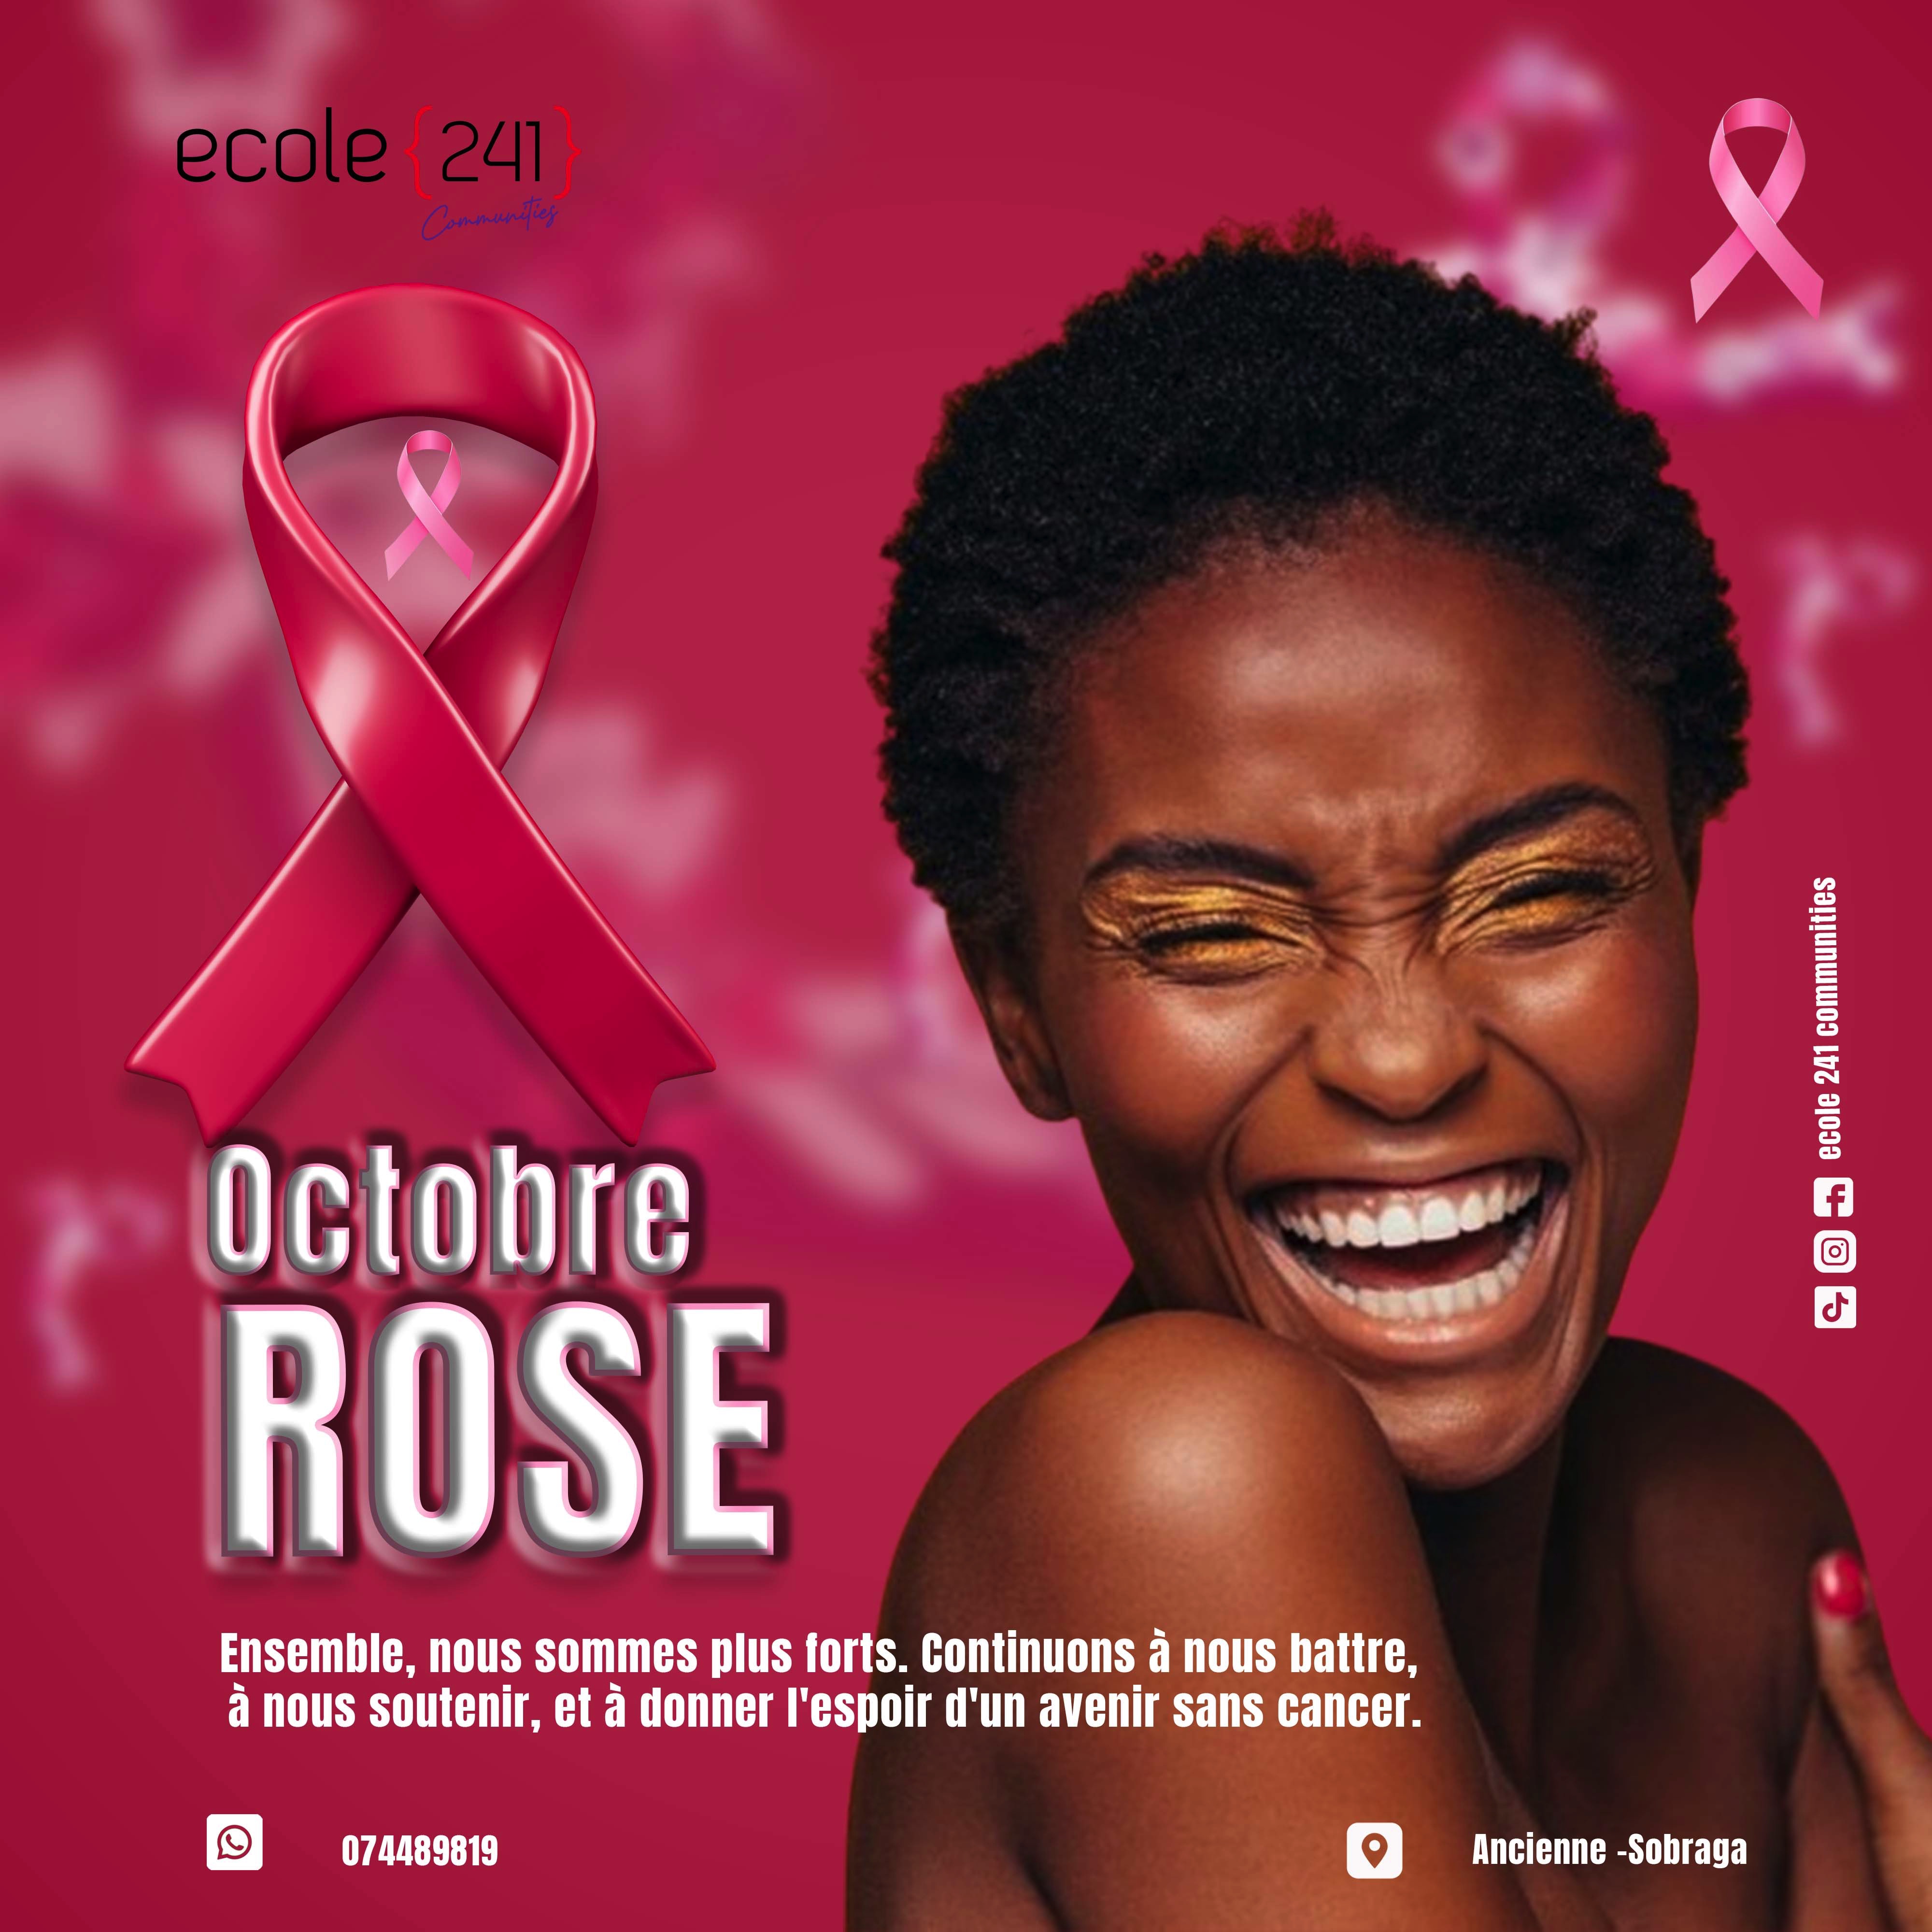 ecole {241}
Communities
ecole 241 communities
Octobre
ROSE
Ensemble, nous sommes plus forts. Continuons à nous battre,
à nous soutenir, et à donner l'espoir d'un avenir sans cancer.
074489819
Ancienne -Sobraga